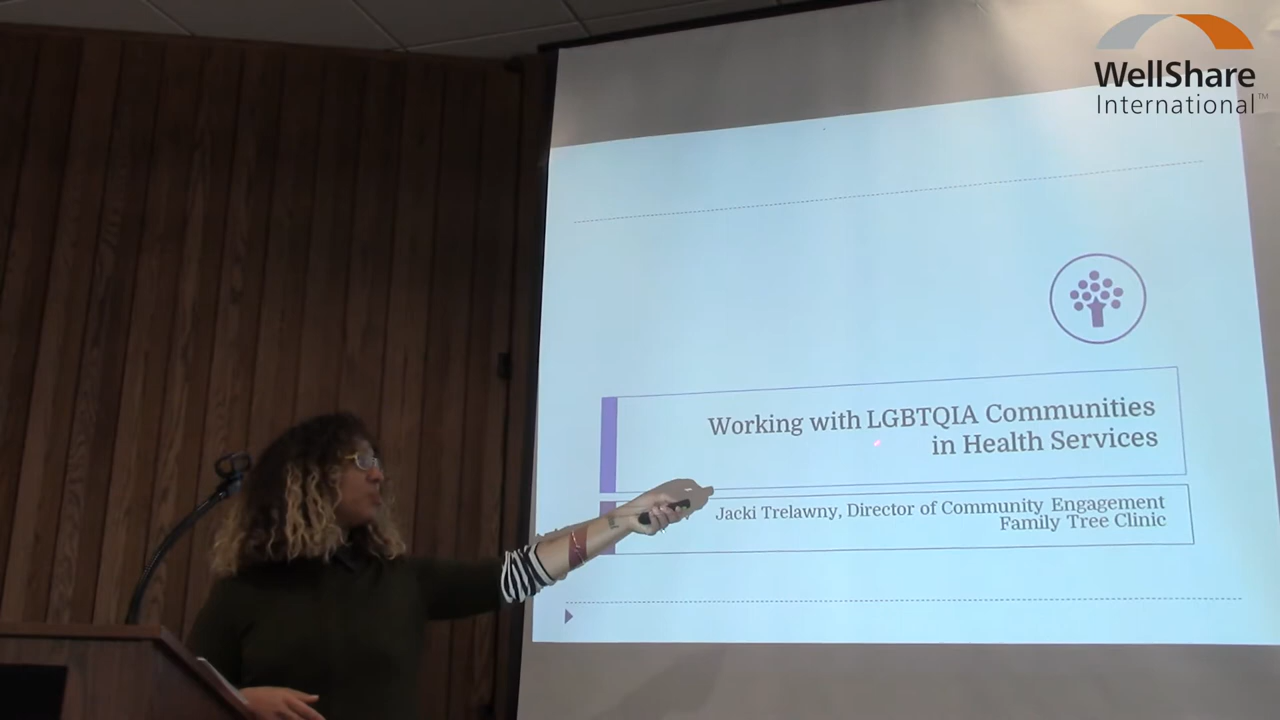 WellShare
International™
Working with LGBTQIA Communities
in Health Services
Jacki Trelawny, Director of Community Engagement
Family Tree Clinic